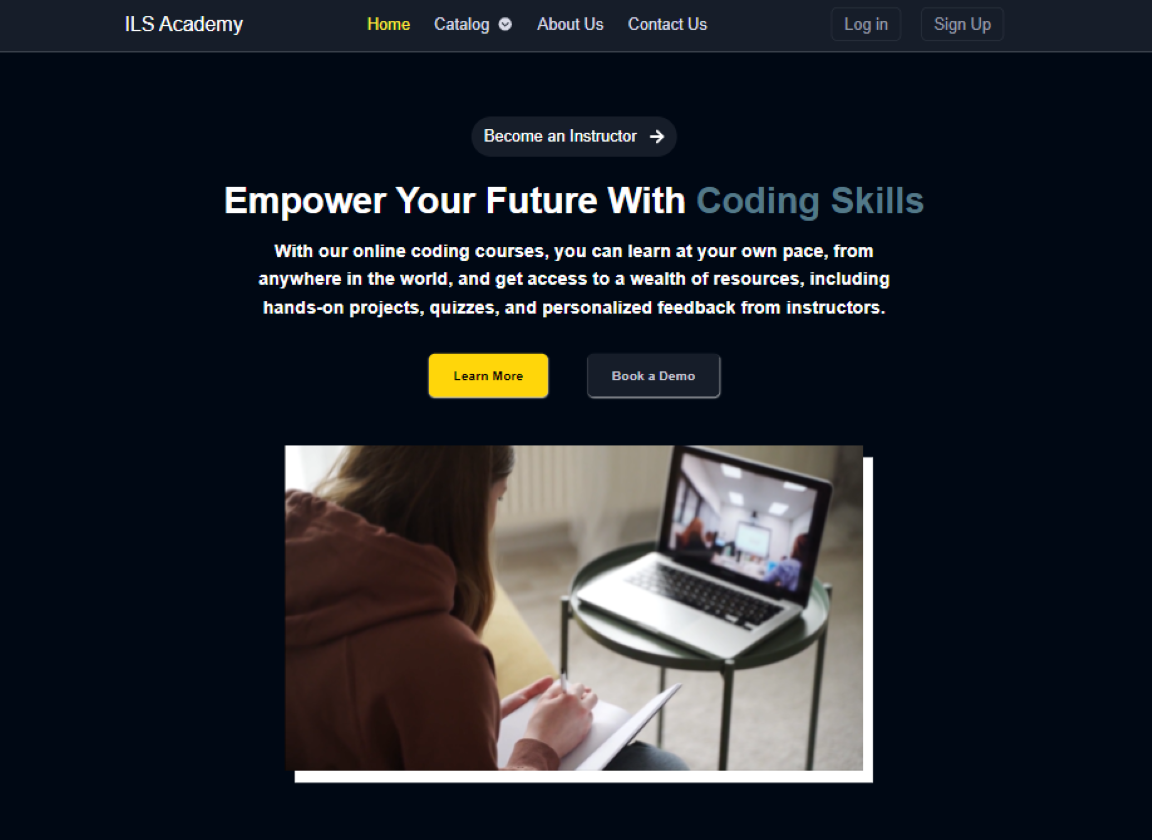 ILS Academy
Home Catalog About Us Contact Us
Log in Sign Up
Become an Instructor
Empower Your Future With Coding Skills
With our online coding courses, you can learn at your own pace, from
anywhere in the world, and get access to a wealth of resources, including
hands-on projects, quizzes, and personalized feedback from instructors.
Learn More Book a Demo